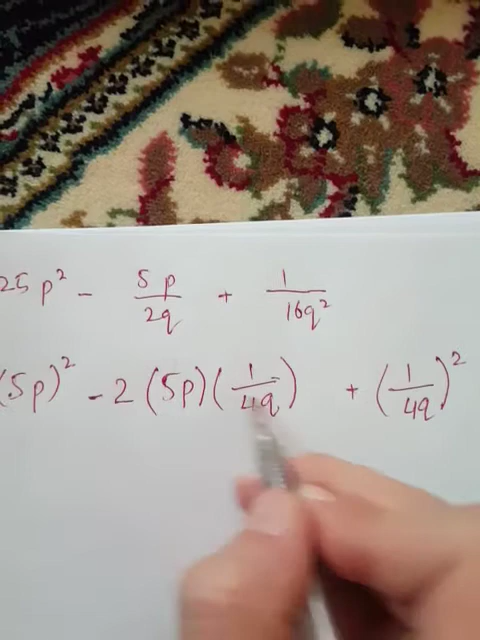 25p² - 5p/2q + 1/16q²
(5p)² - 2(5p)(1/4q) + (1/4q)²